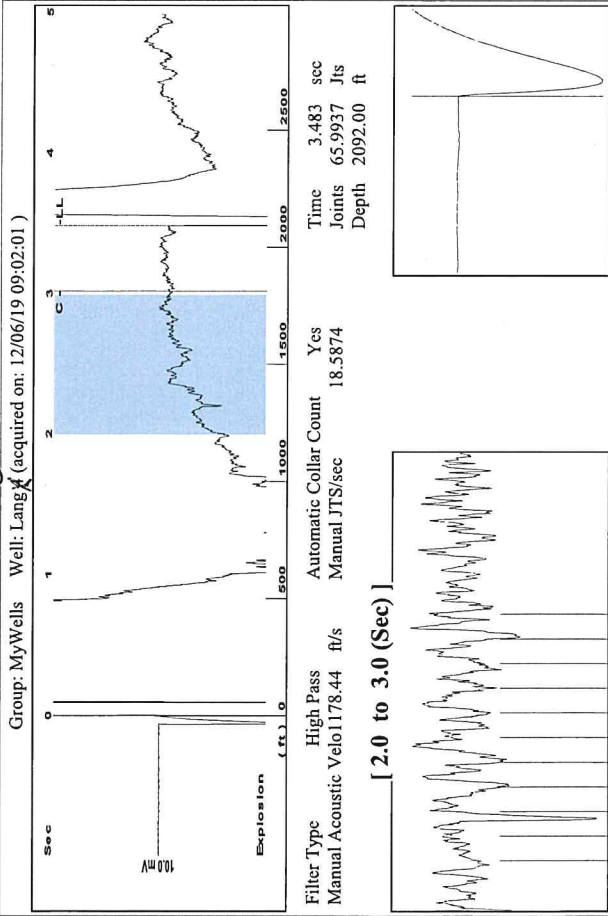 Group: MyWells Well: Lang (acquired on: 12/06/19 09:02:01 )
Sec 0 1 2 3 4 5
C LL
10.0 mV
Explosion
( ft ) 0 500 1000 1500 2000 2500
Filter Type High Pass Automatic Collar Count Yes Time 3.483 sec
Manual Acoustic Velo1178.44 ft/s Manual JTS/sec 18.5874 Joints 65.9937 Jts
Depth 2092.00 ft
[ 2.0 to 3.0 (Sec) ]